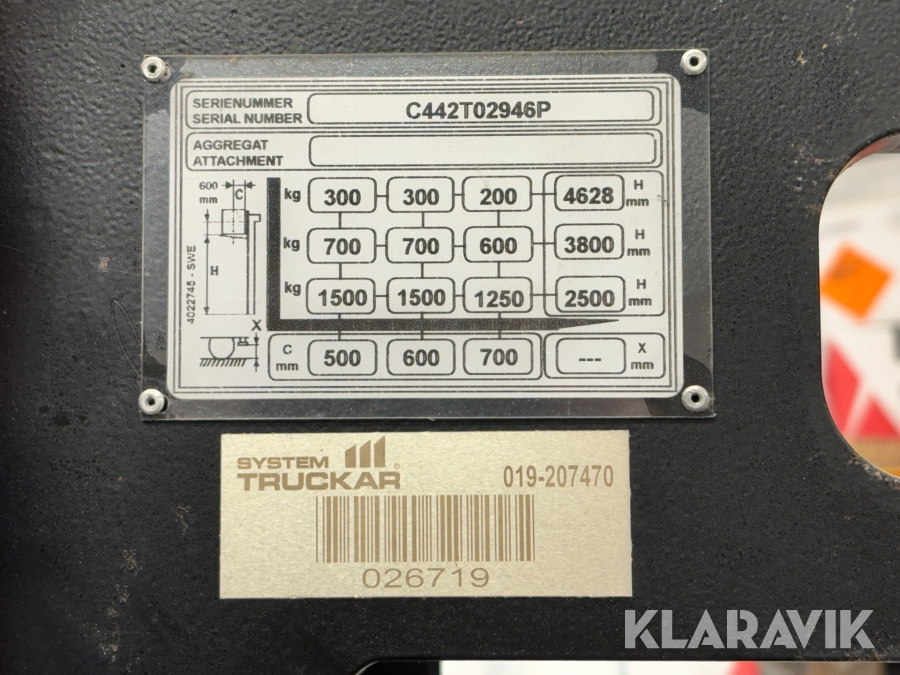 SERIENUMMER
SERIAL NUMBER C442T02946P
AGGREGAT
ATTACHMENT
600 mm C
H
X
4022745 - SWE
kg 300 300 200 4628 H mm
kg 700 700 600 3800 H mm
kg 1500 1500 1250 2500 H mm
C mm 500 600 700 --- X mm
SYSTEM
TRUCKAR ® 019-207470
026719
KLARAVIK